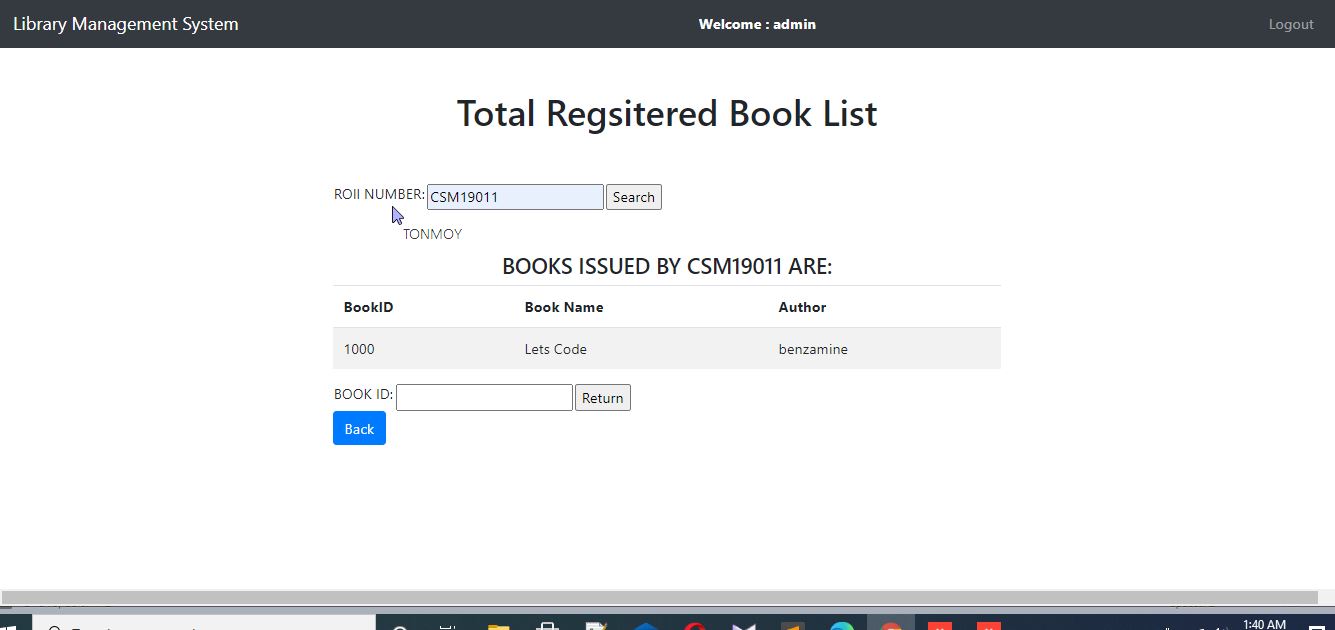 Library Management System Welcome : admin Logout
Total Regsitered Book List
ROII NUMBER: CSM19011 Search
TONMOY
BOOKS ISSUED BY CSM19011 ARE:
BookID Book Name Author
1000 Lets Code benzamine
BOOK ID: Return
Back
1:40 AM